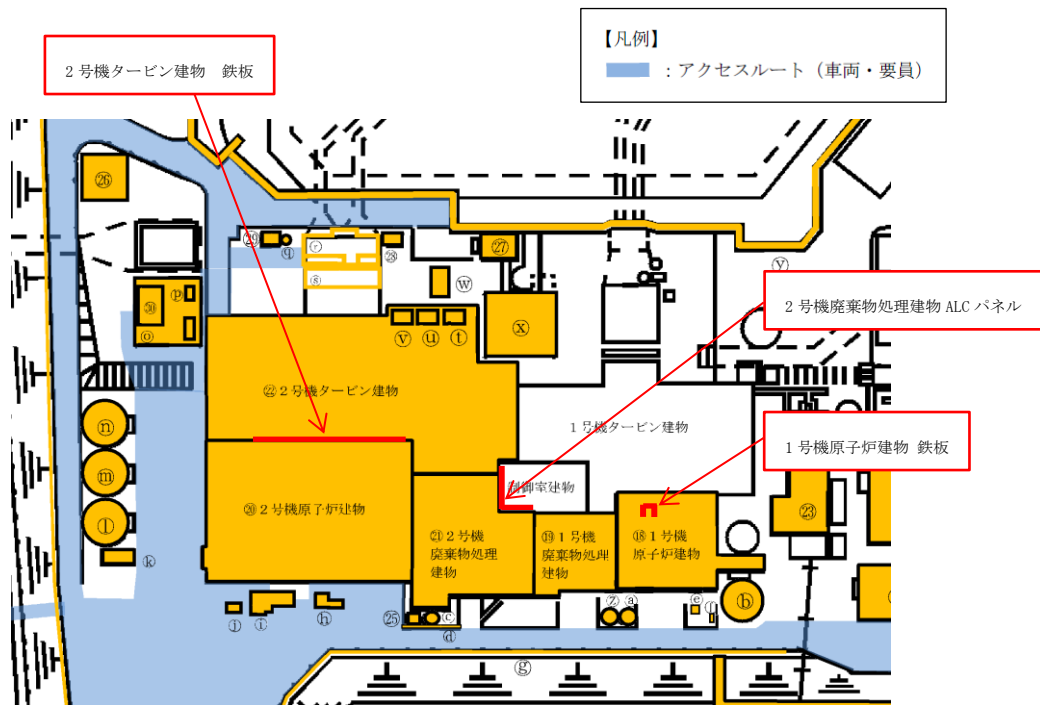 【凡例】
：アクセスルート（車両・要員）
２号機タービン建物　鉄板
㉖
㉙
ⓠ
ⓡ
㉘
㉗
ⓨ
ⓢ
ⓦ
２号機廃棄物処理建物 ALC パネル
㉚
ⓟ
ⓞ
ⓥ
ⓤ
ⓣ
ⓧ
㉒２号機タービン建物
１号機タービン建物
１号機原子炉建物 鉄板
ⓝ
ⓜ
ⓛ
ⓚ
制御室建物
⑳２号機原子炉建物
㉑２号機
廃棄物処理
建物
⑲１号機
廃棄物処理
建物
⑱１号機
原子炉建物
㉓
ⓙ
ⓘ
ⓗ
㉕
ⓒ
ⓓ
ⓩ
ⓐ
ⓔ
ⓕ
ⓑ
ⓖ